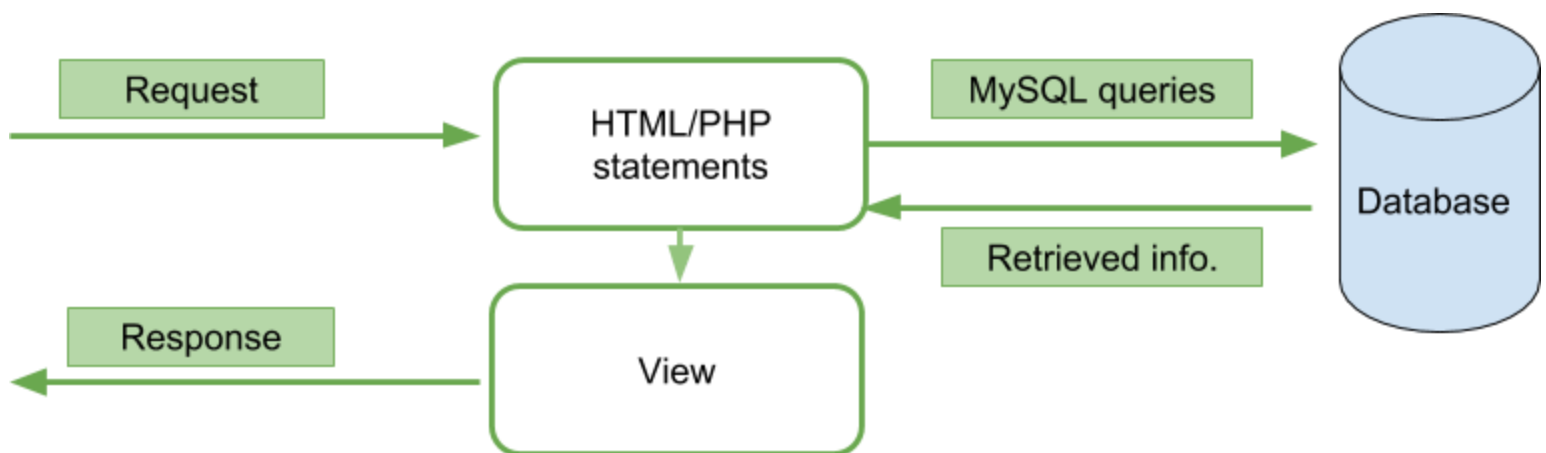 Request
HTML/PHP
statements
MySQL queries
Database
Retrieved info.
Response
View